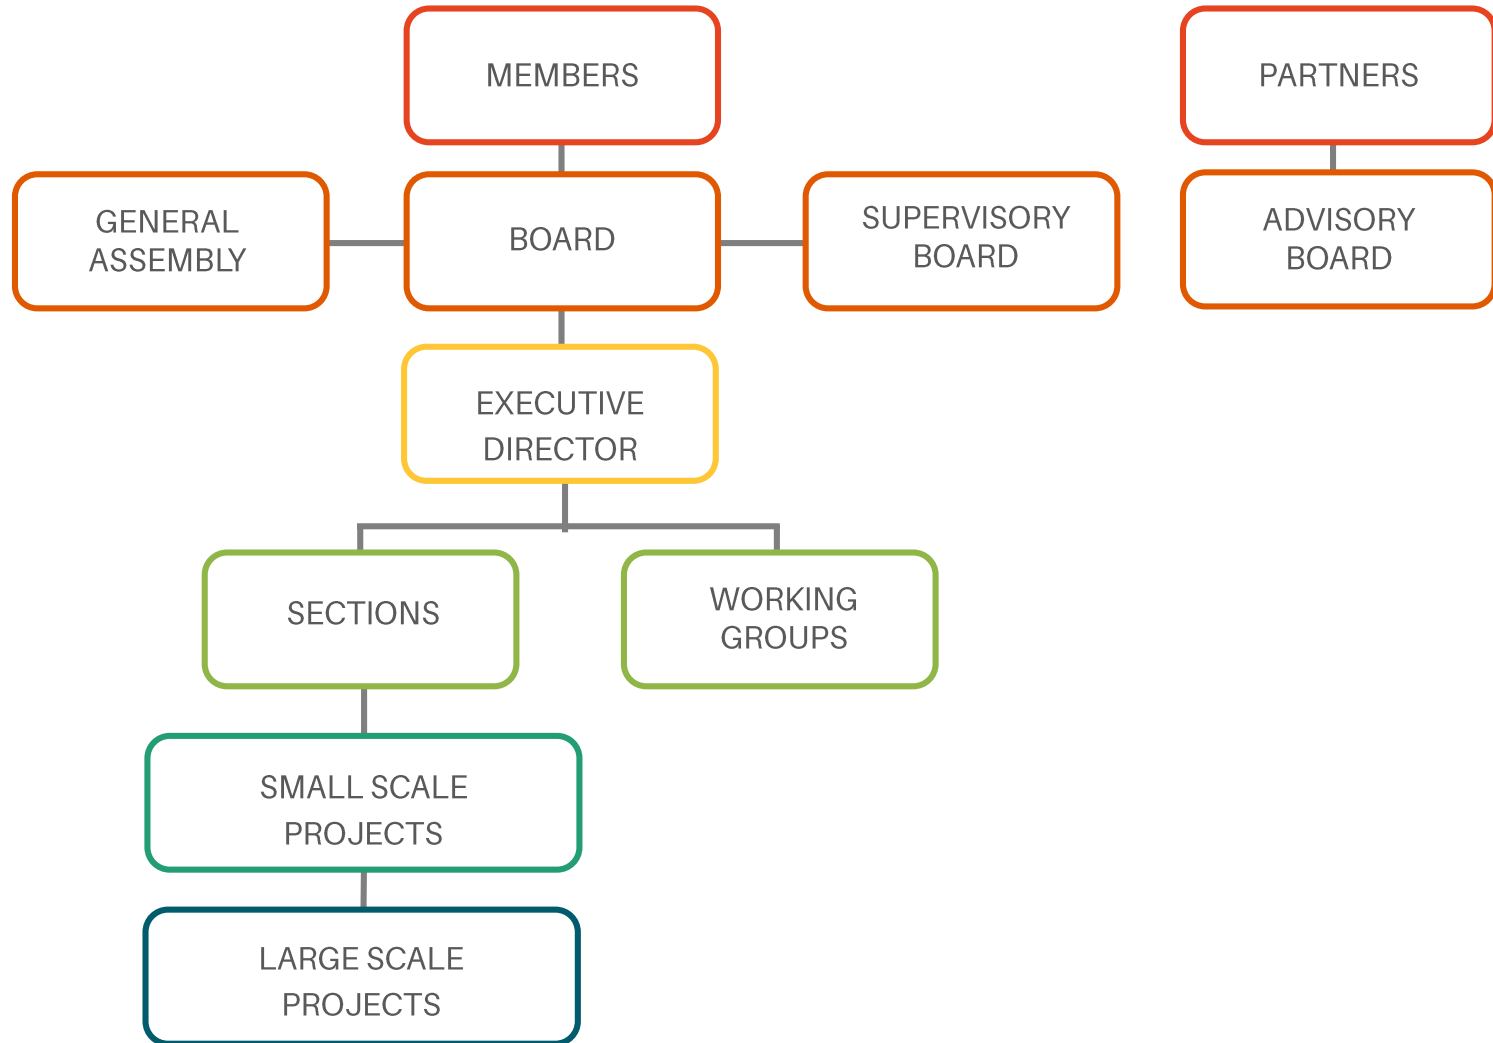 MEMBERS
PARTNERS
GENERAL
ASSEMBLY
BOARD
SUPERVISORY
BOARD
ADVISORY
BOARD
EXECUTIVE
DIRECTOR
SECTIONS
WORKING
GROUPS
SMALL SCALE
PROJECTS
LARGE SCALE
PROJECTS